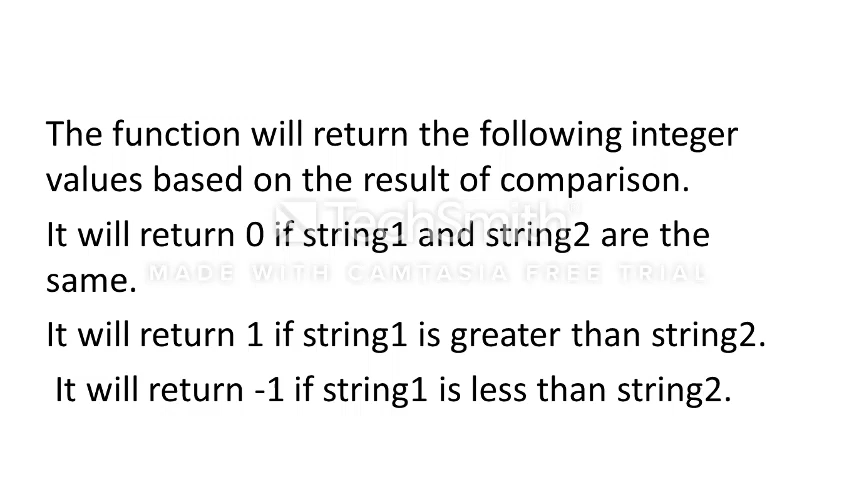 The function will return the following integer
values based on the result of comparison.
TechSmith
It will return 0 if string1 and string2 are the
MADE WITH CAMTASIA FREE TRIAL
same.
It will return 1 if string1 is greater than string2.
It will return -1 if string1 is less than string2.